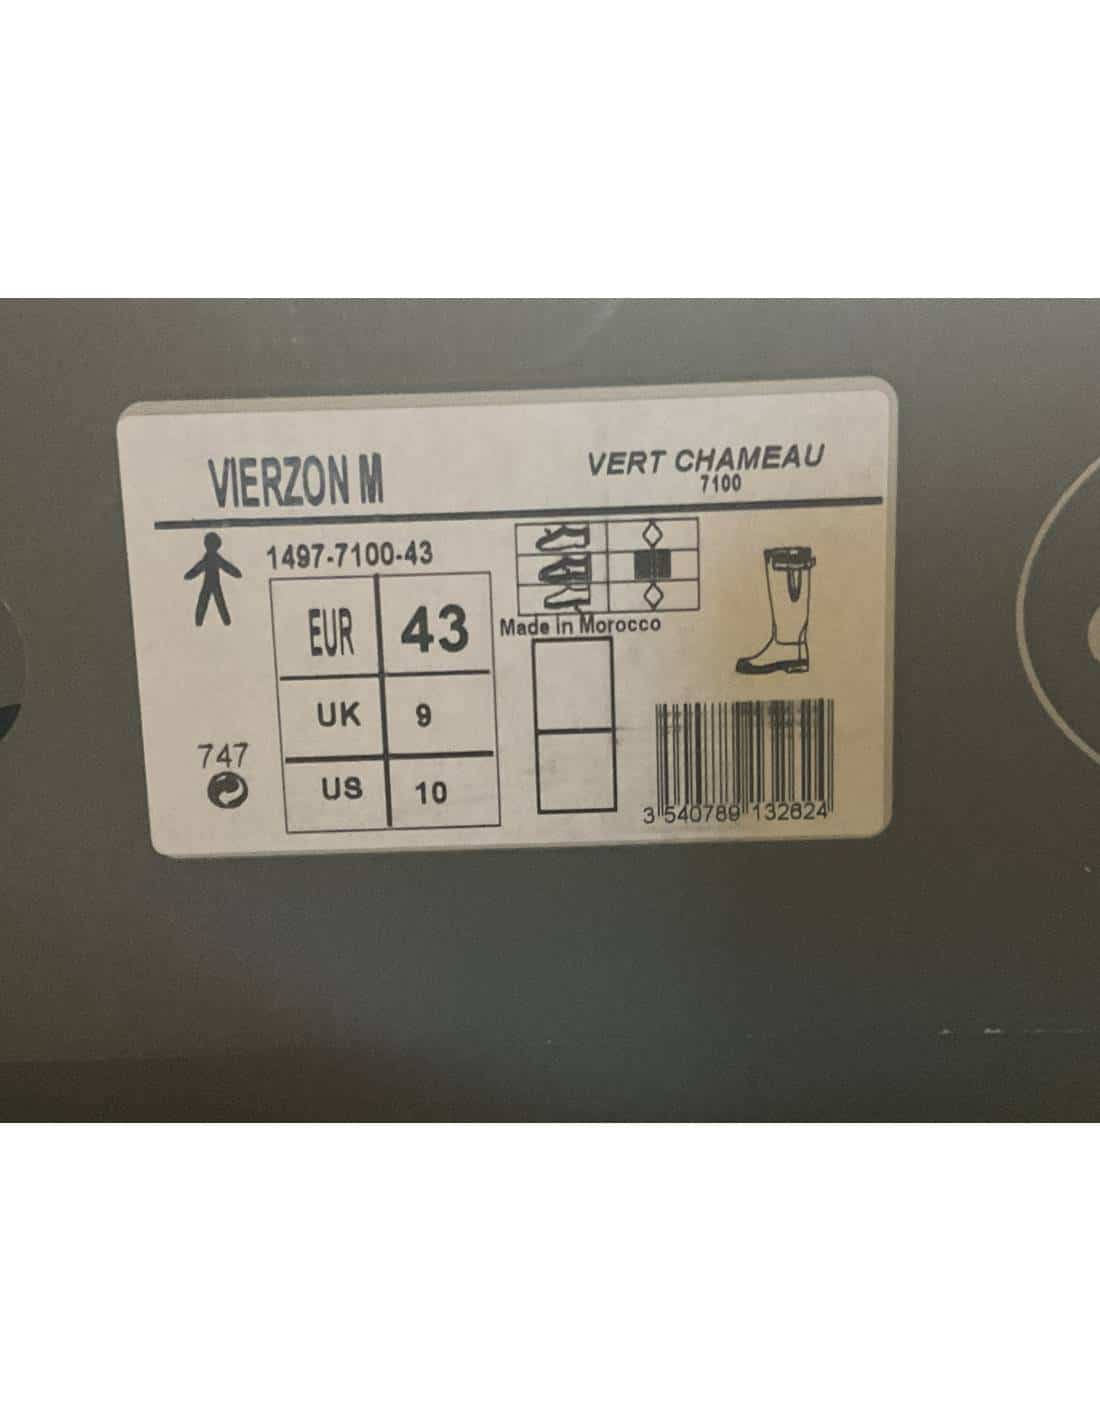 VIERZON M
VERT CHAMEAU
7100
1497-7100-43
EUR 43
Made in Morocco
UK 9
US 10
747
3 540789 132624